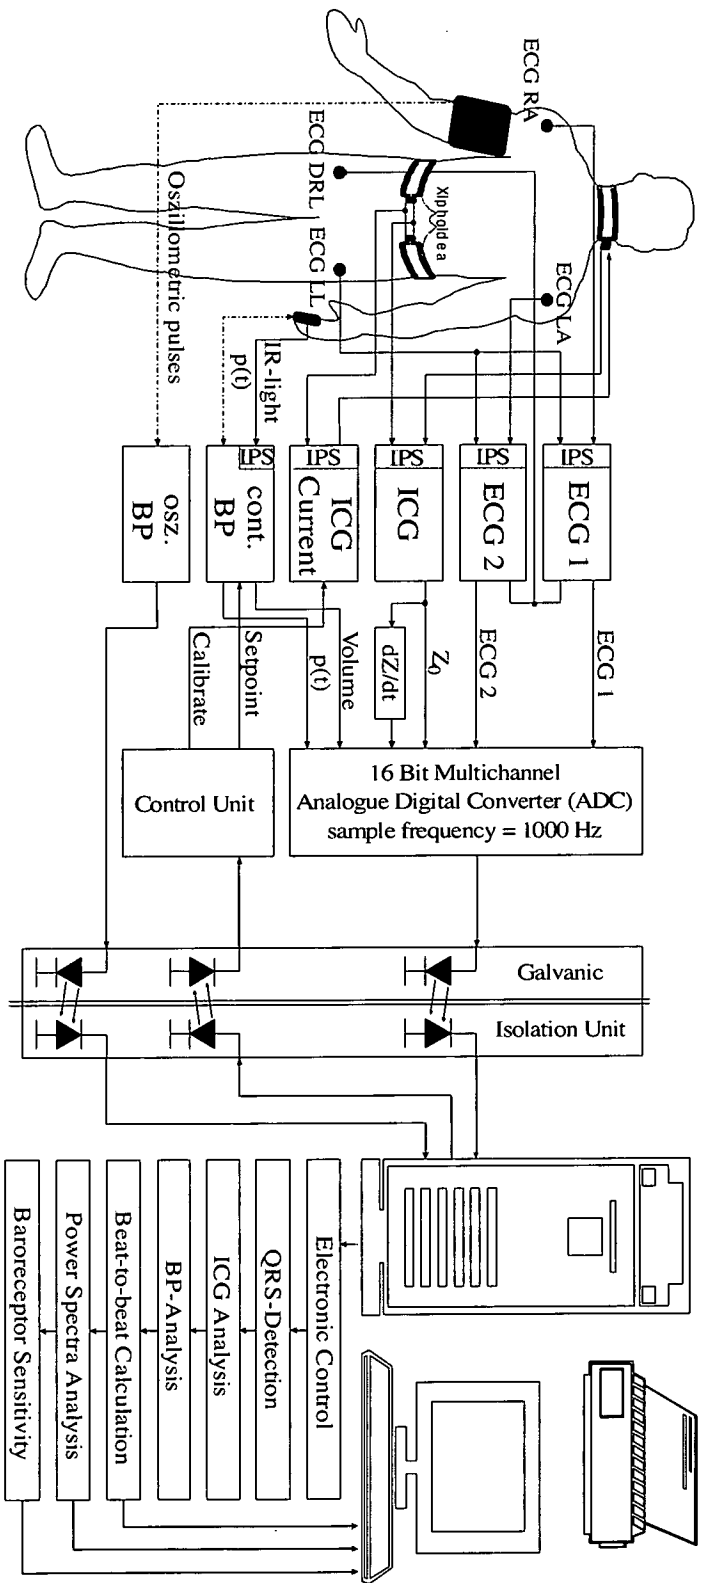 ECG RA
ECG LA
ECG DRL
ECG LL
Xiphoidea
Oszillometric pulses
IR-light
p(t)
IPS
ECG 1
IPS
ECG 2
IPS
ICG
IPS
ICG
Current
IPS
cont.
BP
osz.
BP
ECG 1
ECG 2
Z0
dZ/dt
Volume
p(t)
Setpoint
Calibrate
16 Bit Multichannel
Analogue Digital Converter (ADC)
sample frequency = 1000 Hz
Control Unit
Galvanic
Isolation Unit
Electronic Control
QRS-Detection
ICG Analysis
BP-Analysis
Beat-to-beat Calculation
Power Spectra Analysis
Baroreceptor Sensitivity